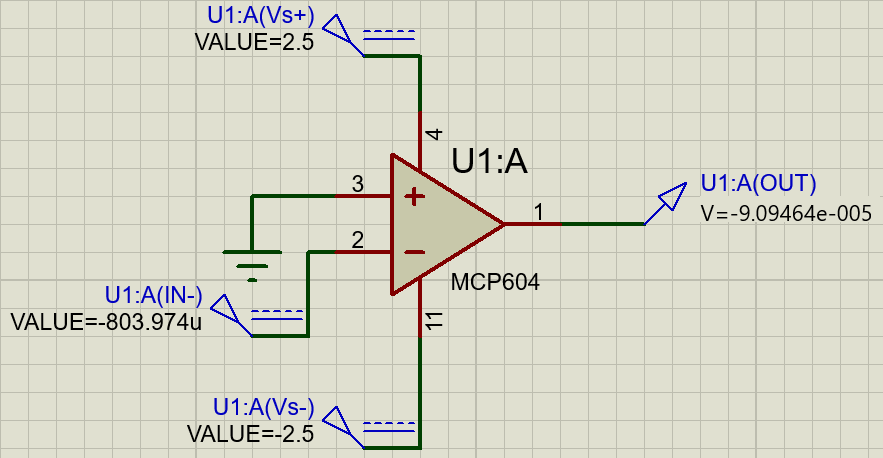 U1:A(Vs+)
VALUE=2.5
4
U1:A
3
+
U1:A(OUT)
1
V=-9.09464e-005
2
−
MCP604
U1:A(IN-)
VALUE=-803.974u
11
U1:A(Vs-)
VALUE=-2.5